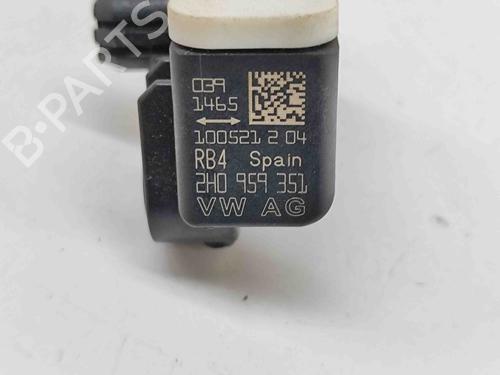 B-PARTS
039
1465
100521 2 04
RB4 Spain
2H0 959 351
VW AG